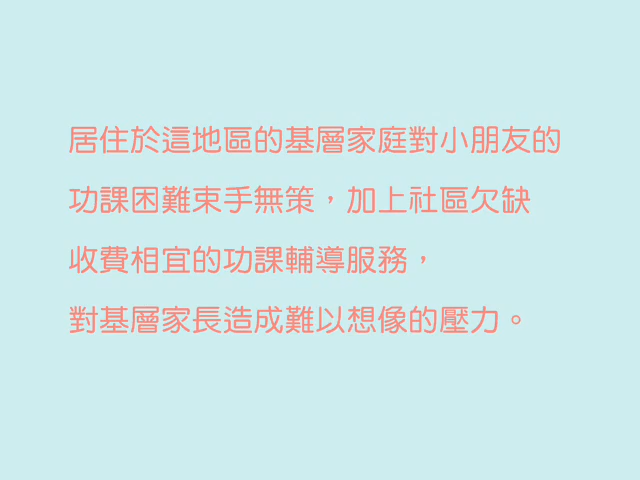 居住於這地區的基層家庭對小朋友的
功課困難束手無策，加上社區欠缺
收費相宜的功課輔導服務，
對基層家長造成難以想像的壓力。